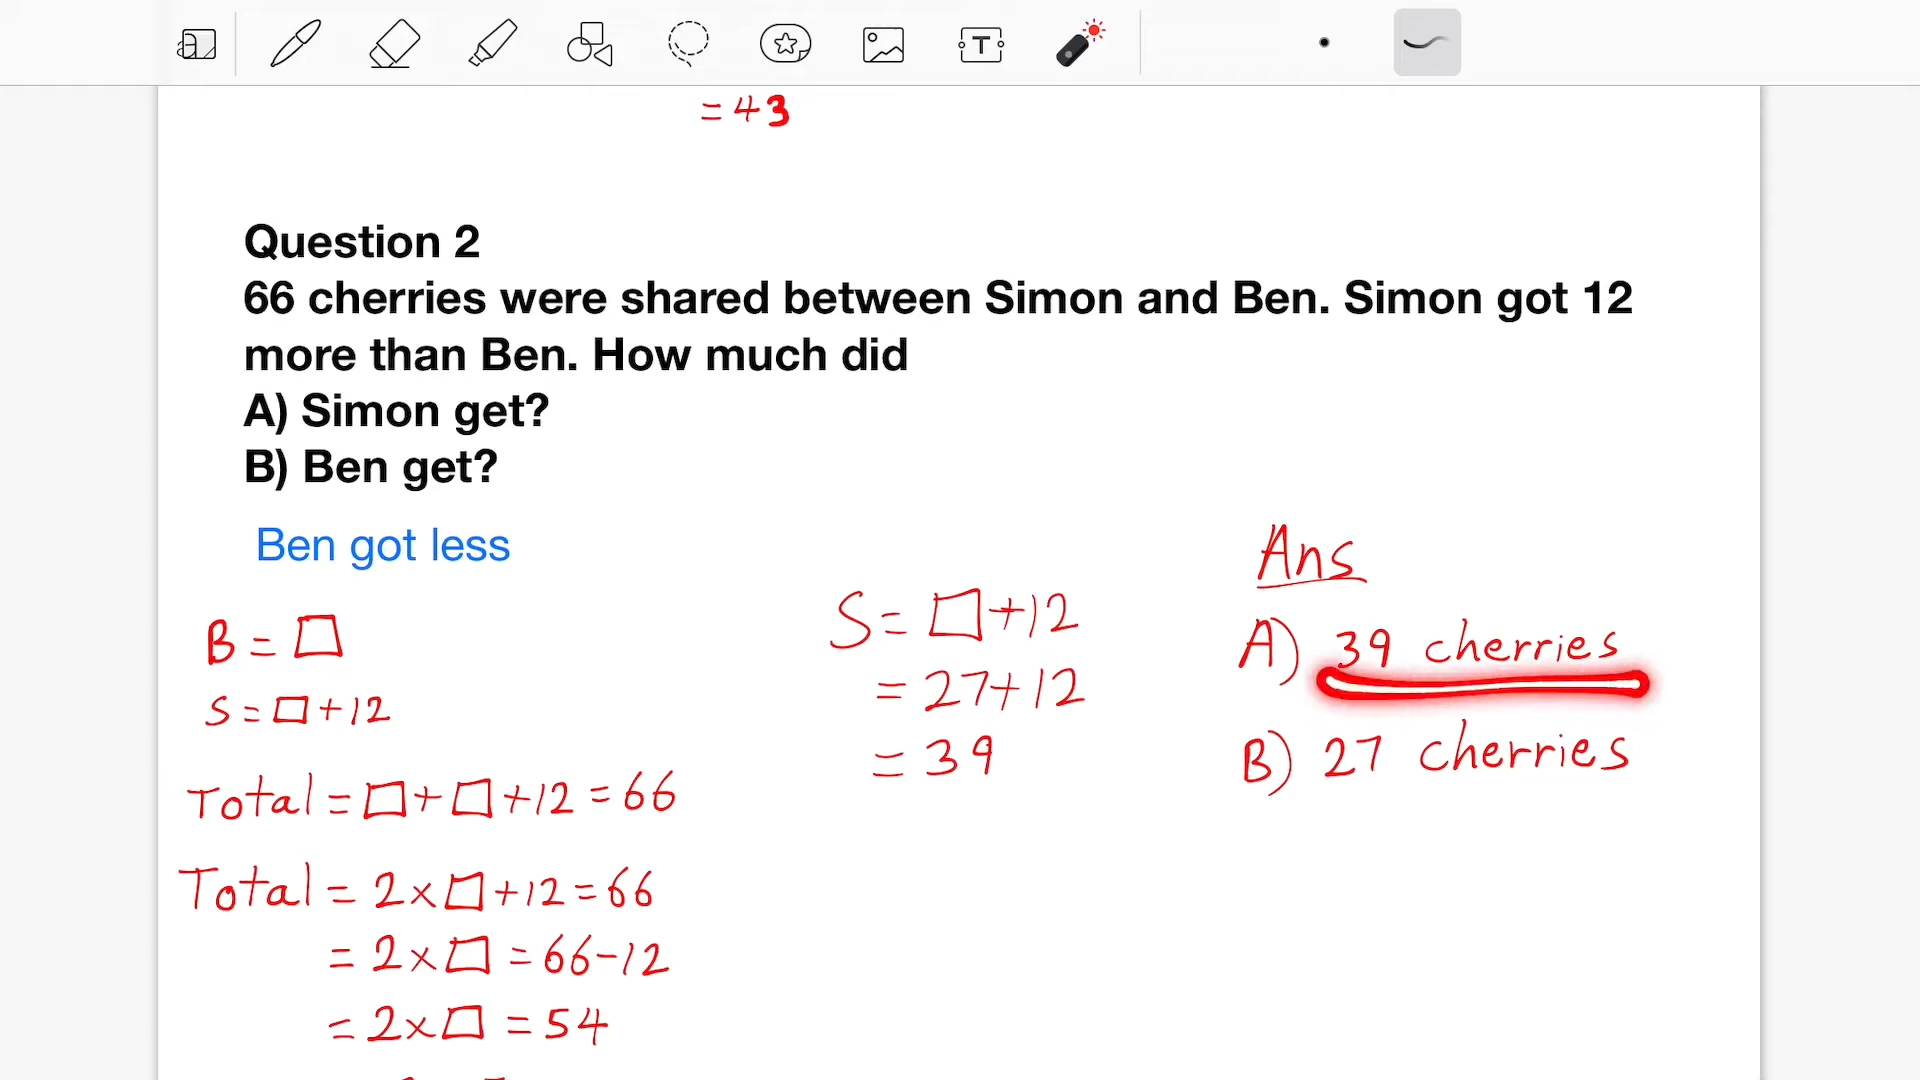 = 43
Question 2
66 cherries were shared between Simon and Ben. Simon got 12
more than Ben. How much did
A) Simon get?
B) Ben get?
Ben got less
B = □
S = □ + 12
Total = □ + □ + 12 = 66
Total = 2 × □ + 12 = 66
= 2 × □ = 66 - 12
= 2 × □ = 54
S = □ + 12
= 27 + 12
= 39
Ans
A) 39 cherries
B) 27 cherries